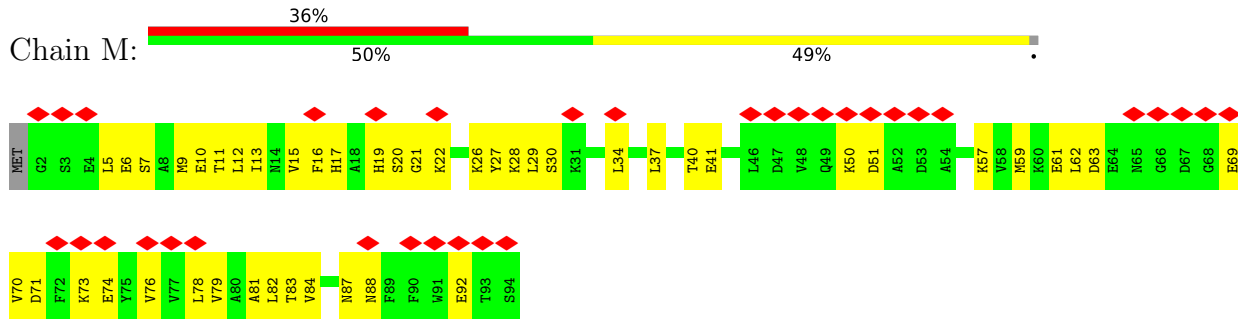 36%
Chain M:
50% 49% .
MET G2 S3 E4 L5 E6 S7 A8 M9 E10 T11 L12 I13 N14 V15 F16 H17 A18 H19 S20 G21 K22 K26 Y27 K28 L29 S30 K31 L34 L37 T40 E41 L46 D47 V48 Q49 K50 D51 A52 D53 A54 K57 V58 M59 K60 E61 L62 D63 E64 N65 G66 D67 G68 E69
V70 D71 F72 K73 E74 Y75 V76 V77 L78 V79 A80 A81 L82 T83 V84 N87 N88 F89 F90 W91 E92 T93 S94